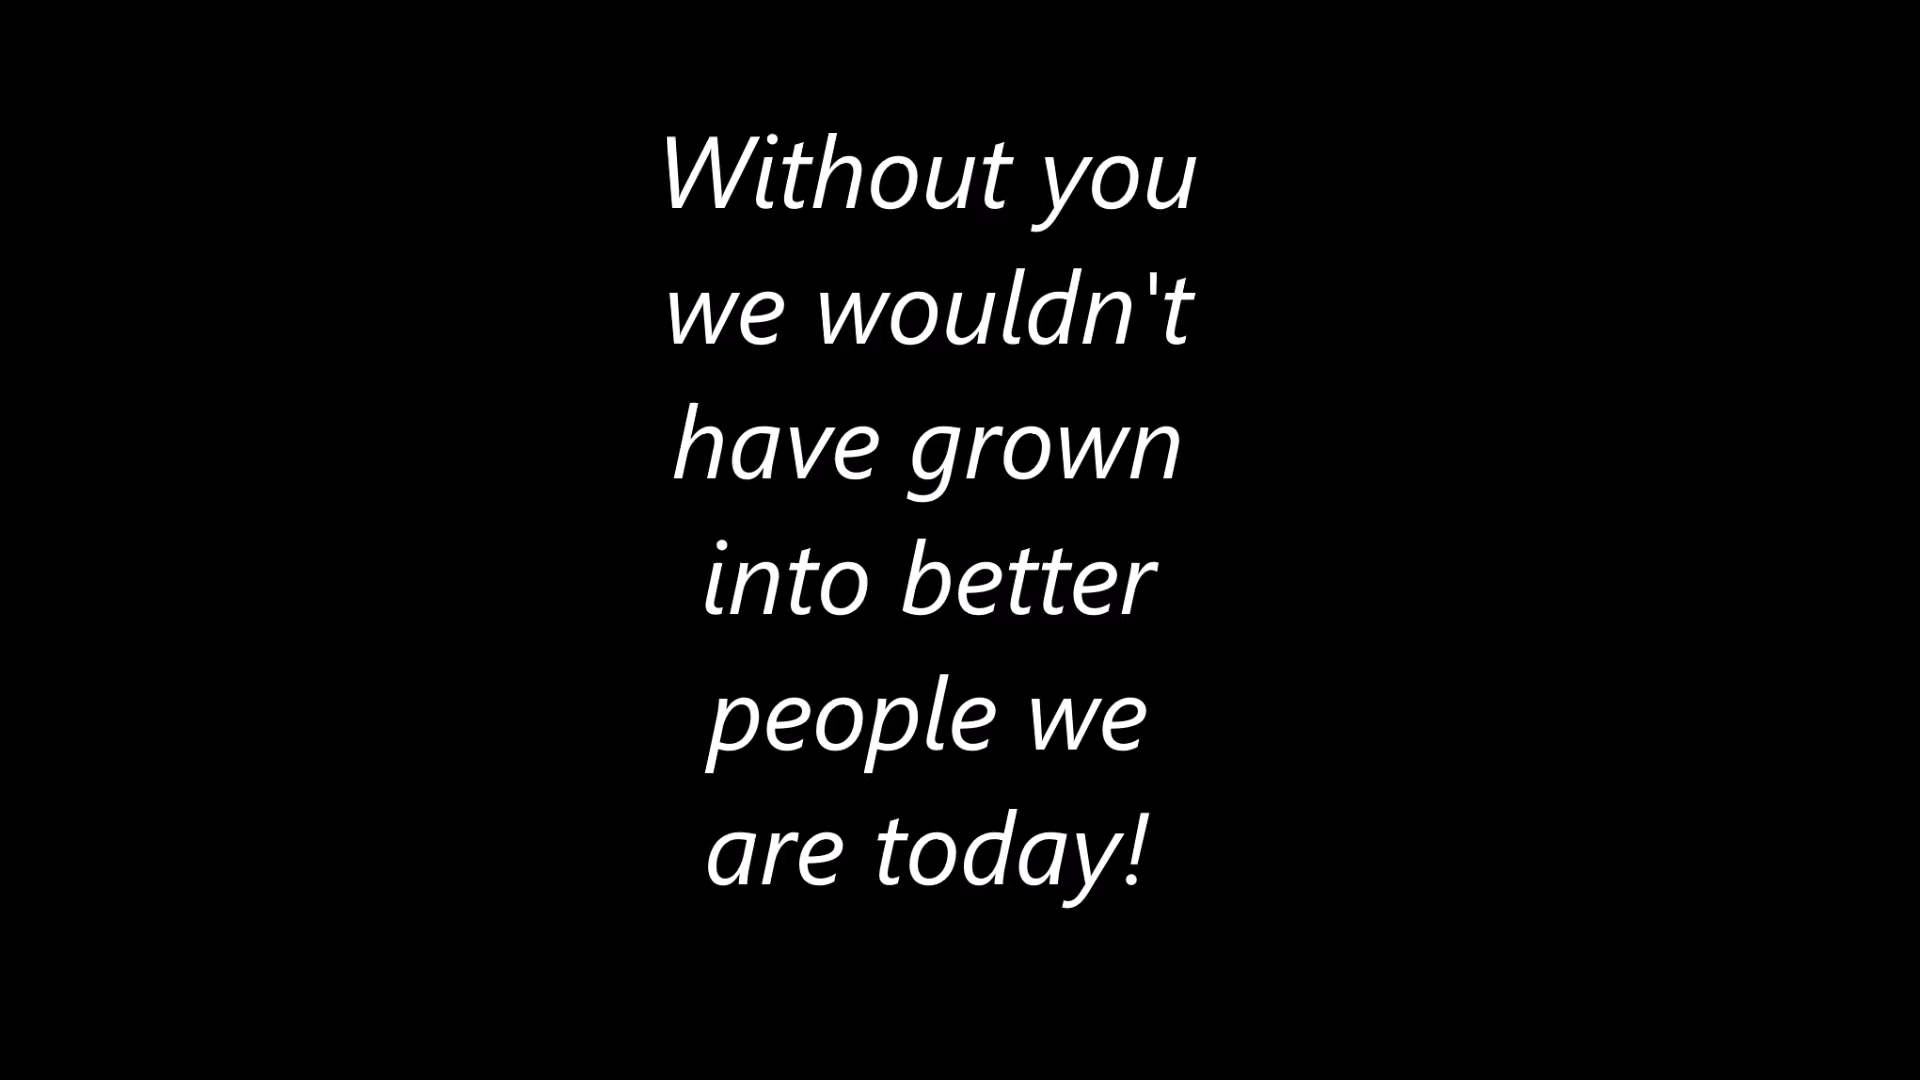 Without you
we wouldn't
have grown
into better
people we
are today!